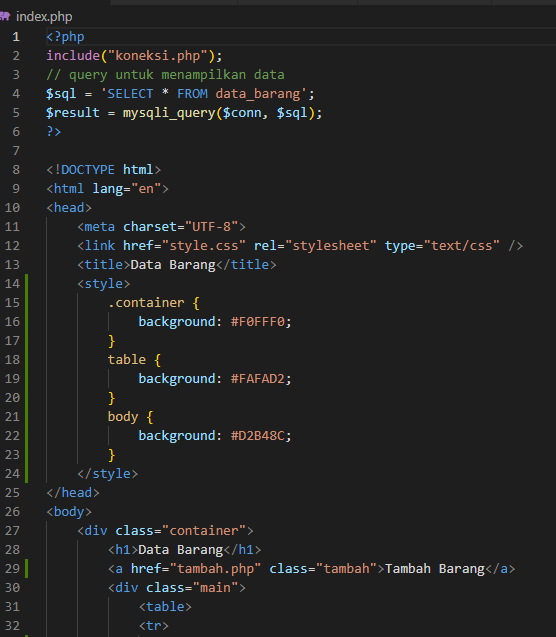 index.php
1 <?php
2 include("koneksi.php");
3 // query untuk menampilkan data
4 $sql = 'SELECT * FROM data_barang';
5 $result = mysqli_query($conn, $sql);
6 ?>
7
8 <!DOCTYPE html>
9 <html lang="en">
10 <head>
11     <meta charset="UTF-8">
12     <link href="style.css" rel="stylesheet" type="text/css" />
13     <title>Data Barang</title>
14     <style>
15         .container {
16             background: #F0FFF0;
17         }
18         table {
19             background: #FAFAD2;
20         }
21         body {
22             background: #D2B48C;
23         }
24     </style>
25 </head>
26 <body>
27     <div class="container">
28         <h1>Data Barang</h1>
29         <a href="tambah.php" class="tambah">Tambah Barang</a>
30         <div class="main">
31             <table>
32             <tr>